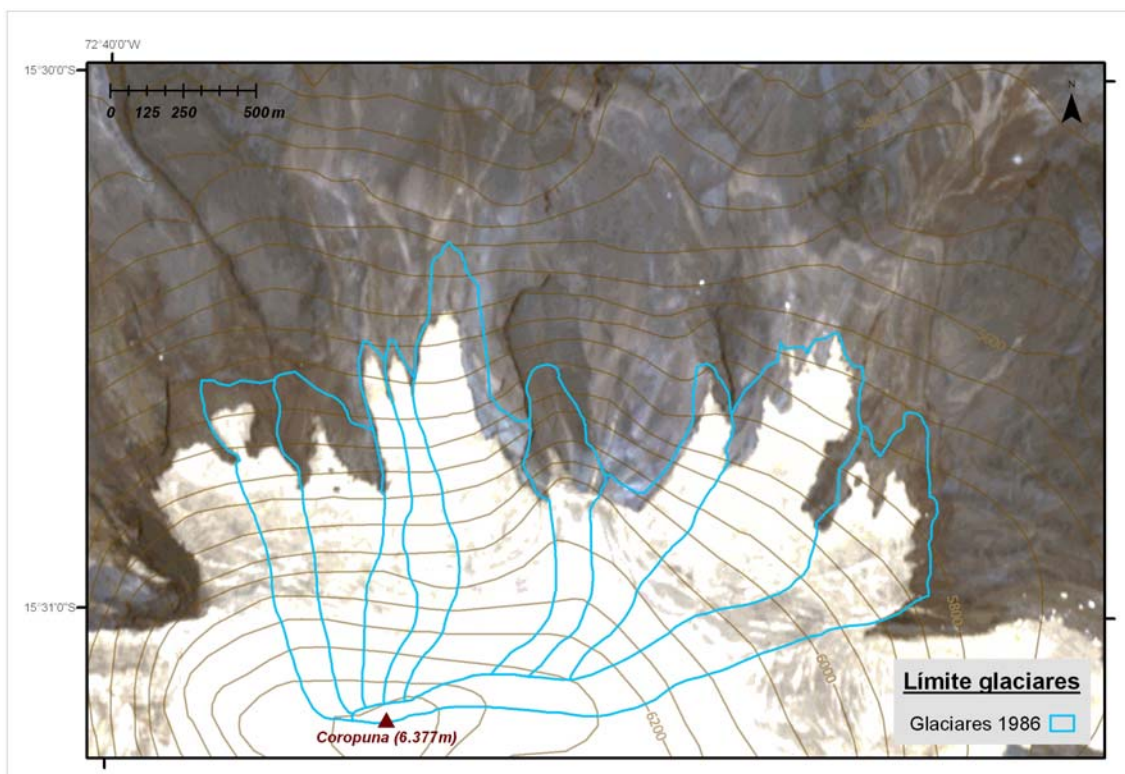 72°40'0"W
15°30'0"S
0 125 250 500 m
N
15°31'0"S
5800
6000
6200
Coropuna (6.377m)
Límite glaciares
Glaciares 1986